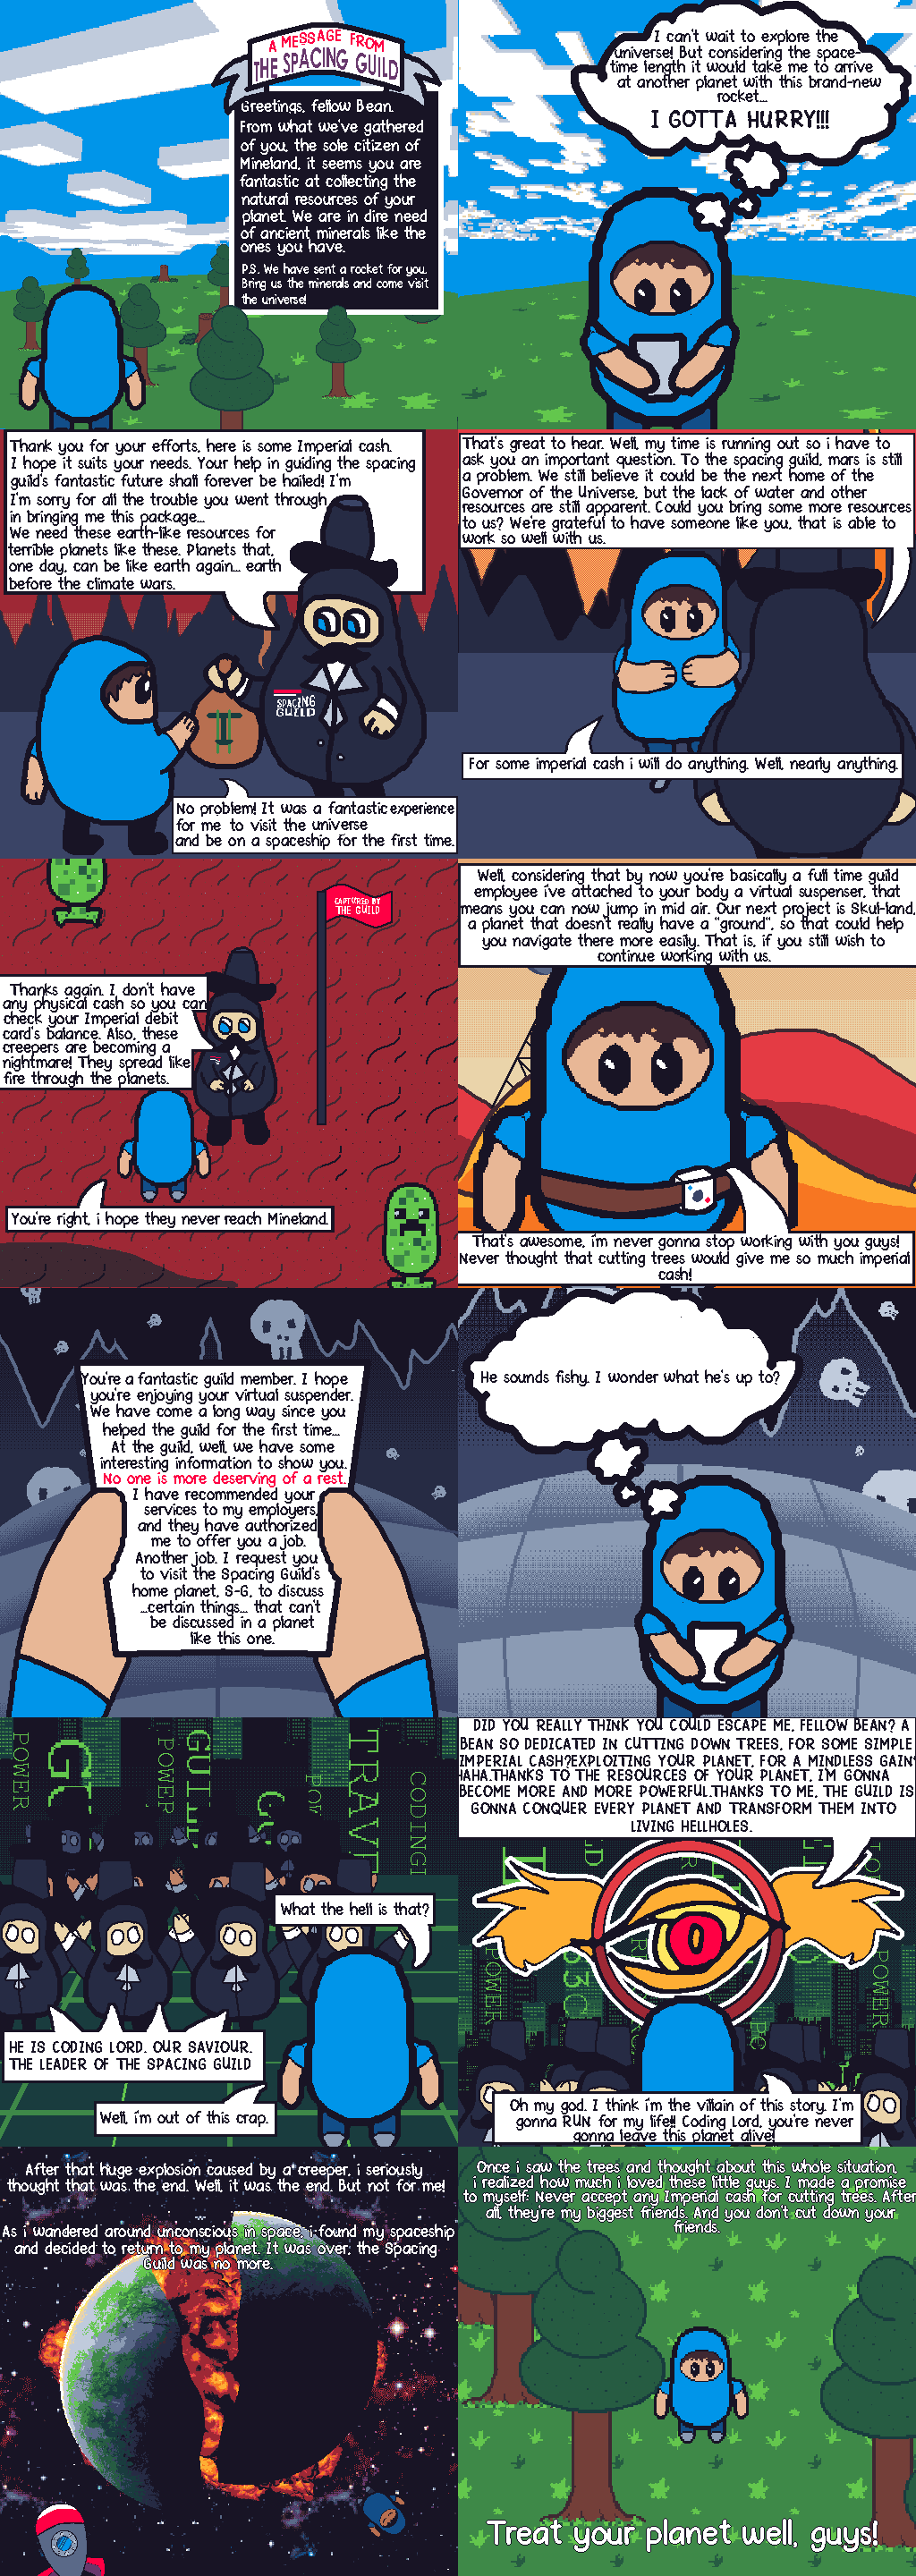 A MESSAGE FROM
THE SPACING GUILD
Greetings, fellow Bean.
From what we've gathered
of you, the sole citizen of
Mineland, it seems you are
fantastic at collecting the
natural resources of your
planet. We are in dire need
of ancient minerals like the
ones you have.
P.S. We have sent a rocket for you.
Bring us the minerals and come visit
the universe!
I can't wait to explore the
universe! But considering the space-
time length it would take me to arrive
at another planet with this brand-new
rocket...
I GOTTA HURRY!!!
Thank you for your efforts, here is some Imperial cash.
I hope it suits your needs. Your help in guiding the spacing
guild's fantastic future shall forever be hailed! I'm
I'm sorry for all the trouble you went through
in bringing me this package...
We need these earth-like resources for
terrible planets like these. Planets that,
one day, can be like earth again... earth
before the climate wars.
SPACING
GUILD
No problem! It was a fantastic experience
for me to visit the universe
and be on a spaceship for the first time.
That's great to hear. Well, my time is running out so i have to
ask you an important question. To the spacing guild, mars is still
a problem. We still believe it could be the next home of the
Governor of the Universe, but the lack of water and other
resources are still apparent. Could you bring some more resources
to us? We're grateful to have someone like you, that is able to
work so well with us.
For some imperial cash i will do anything. Well, nearly anything.
CAPTURED BY
THE GUILD
Thanks again. I don't have
any physical cash so you can
check your Imperial debit
card's balance. Also, these
creepers are becoming a
nightmare! They spread like
fire through the planets.
You're right, i hope they never reach Mineland.
Well, considering that by now you're basically a full time guild
employee i've attached to your body a virtual suspenser, that
means you can now jump in mid air. Our next project is Skul-land,
a planet that doesn't really have a "ground", so that could help
you navigate there more easily. That is, if you still wish to
continue working with us.
That's awesome, i'm never gonna stop working with you guys!
Never thought that cutting trees would give me so much imperial
cash!
You're a fantastic guild member. I hope
you're enjoying your virtual suspender.
We have come a long way since you
helped the guild for the first time...
At the guild, well, we have some
interesting information to show you.
No one is more deserving of a rest.
I have recommended your
services to my employers,
and they have authorized
me to offer you a job.
Another job. I request you
to visit the Spacing Guild's
home planet, S-G, to discuss
...certain things... that can't
be discussed in a planet
like this one.
He sounds fishy. I wonder what he's up to?
POWER
POWER
GUIL
TRAV
CODING
What the hell is that?
HE IS CODING LORD. OUR SAVIOUR.
THE LEADER OF THE SPACING GUILD
Well, i'm out of this crap.
DID YOU REALLY THINK YOU COULD ESCAPE ME, FELLOW BEAN? A
BEAN SO DEDICATED IN CUTTING DOWN TREES, FOR SOME SIMPLE
IMPERIAL CASH?EXPLOITING YOUR PLANET, FOR A MINDLESS GAIN!
HAHA.THANKS TO THE RESOURCES OF YOUR PLANET, I'M GONNA
BECOME MORE AND MORE POWERFUL.THANKS TO ME, THE GUILD IS
GONNA CONQUER EVERY PLANET AND TRANSFORM THEM INTO
LIVING HELLHOLES.
POWER
POWER
Oh my god. I think i'm the villain of this story. I'm
gonna RUN for my life!! Coding Lord, you're never
gonna leave this planet alive!
After that huge explosion caused by a creeper, i seriously
thought that was the end. Well, it was the end. But not for me!
As i wandered around unconscious in space, i found my spaceship
and decided to return to my planet. It was over, the Spacing
Guild was no more.
Once i saw the trees and thought about this whole situation,
i realized how much i loved these little guys. I made a promise
to myself: Never accept any Imperial cash for cutting trees. After
all, they're my biggest friends. And you don't cut down your
friends.
Treat your planet well, guys!